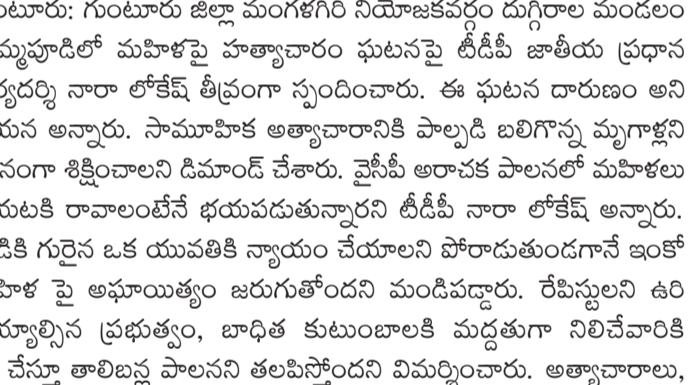 ంటూరు: గుంటూరు జిల్లా మంగళగిరి నియోజకవర్గం దుగ్గిరాల మండలం
మ్మపూడిలో మహిళపై హత్యాచారం ఘటనపై టీడీపీ జాతీయ ప్రధాన
ర్యదర్శి నారా లోకేష్ తీవ్రంగా స్పందించారు. ఈ ఘటన దారుణం అని
యన అన్నారు. సామూహిక అత్యాచారానికి పాల్పడి బలిగొన్న మృగాళ్లని
నంగా శిక్షించాలని డిమాండ్ చేశారు. వైసీపీ అరాచక పాలనలో మహిళలు
యటకి రావాలంటేనే భయపడుతున్నారని టీడీపీ నారా లోకేష్ అన్నారు.
డికి గురైన ఒక యువతికి న్యాయం చేయాలని పోరాడుతుండగానే ఇంకో
హిళ పై అఘాయిత్యం జరుగుతోందని మండిపడ్డారు. రేపిస్టులని ఉరి
య్యాల్సిన ప్రభుత్వం, బాధిత కుటుంబాలకి మద్దతుగా నిలిచేవారికి
చేస్తూ తాలిబన్ల పాలనని తలపిస్తోందని విమర్శించారు. అత్యాచారాలు,